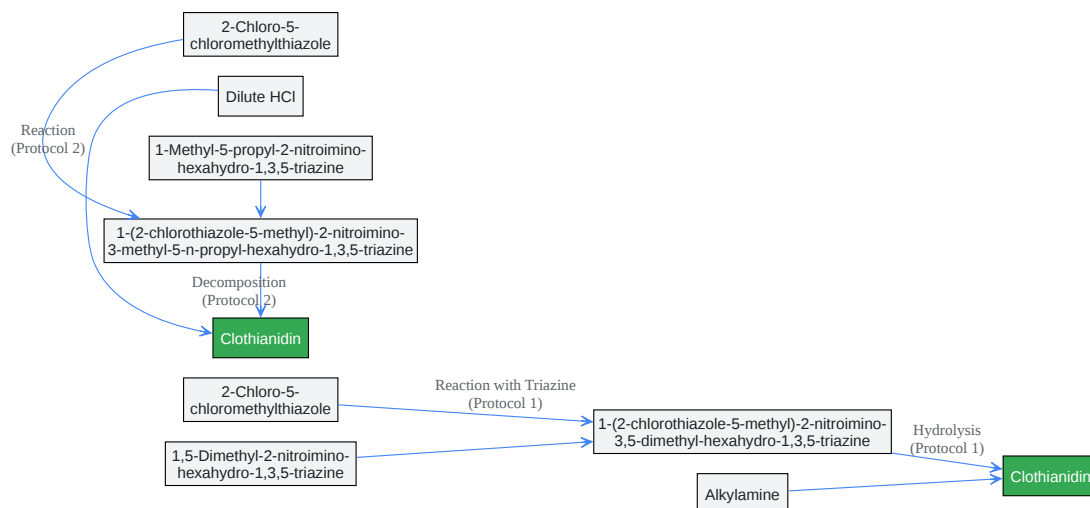 2-Chloro-5-
chloromethylthiazole
Dilute HCl
Reaction
(Protocol 2)
1-Methyl-5-propyl-2-nitroimino-
hexahydro-1,3,5-triazine
1-(2-chlorothiazole-5-methyl)-2-nitroimino-
3-methyl-5-n-propyl-hexahydro-1,3,5-triazine
Decomposition
(Protocol 2)
Clothianidin
2-Chloro-5-
chloromethylthiazole
Reaction with Triazine
(Protocol 1)
1,5-Dimethyl-2-nitroimino-
hexahydro-1,3,5-triazine
1-(2-chlorothiazole-5-methyl)-2-nitroimino-
3,5-dimethyl-hexahydro-1,3,5-triazine
Hydrolysis
(Protocol 1)
Alkylamine
Clothianidin